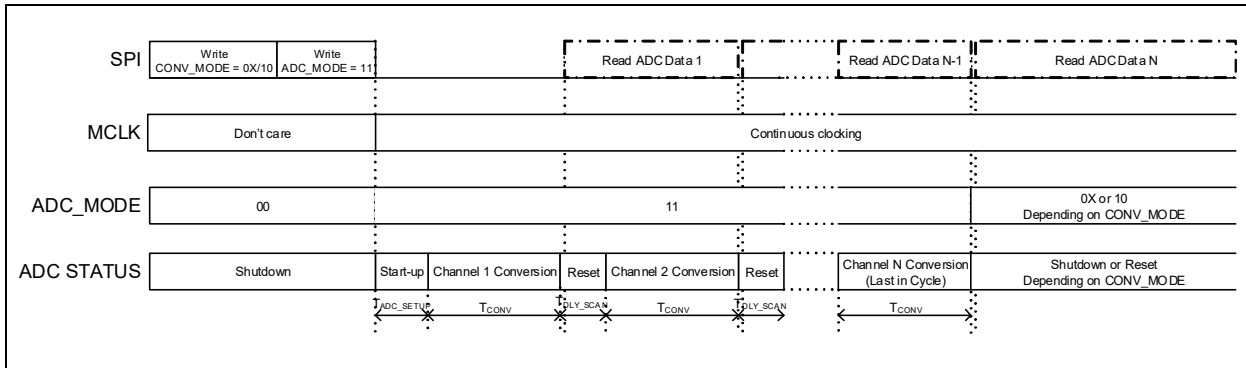 SPI
Write
CONV_MODE = 0X/10
Write
ADC_MODE = 11
Read ADC Data 1
Read ADC Data N-1
Read ADC Data N
MCLK
Don't care
Continuous clocking
ADC_MODE
00
11
0X or 10
Depending on CONV_MODE
ADC STATUS
Shutdown
Start-up
Channel 1 Conversion
Reset
Channel 2 Conversion
Reset
Channel N Conversion
(Last in Cycle)
Shutdown or Reset
Depending on CONV_MODE
TADC_SETUP
TCONV
TDLY_SCAN
TCONV
TDLY_SCAN
TCONV